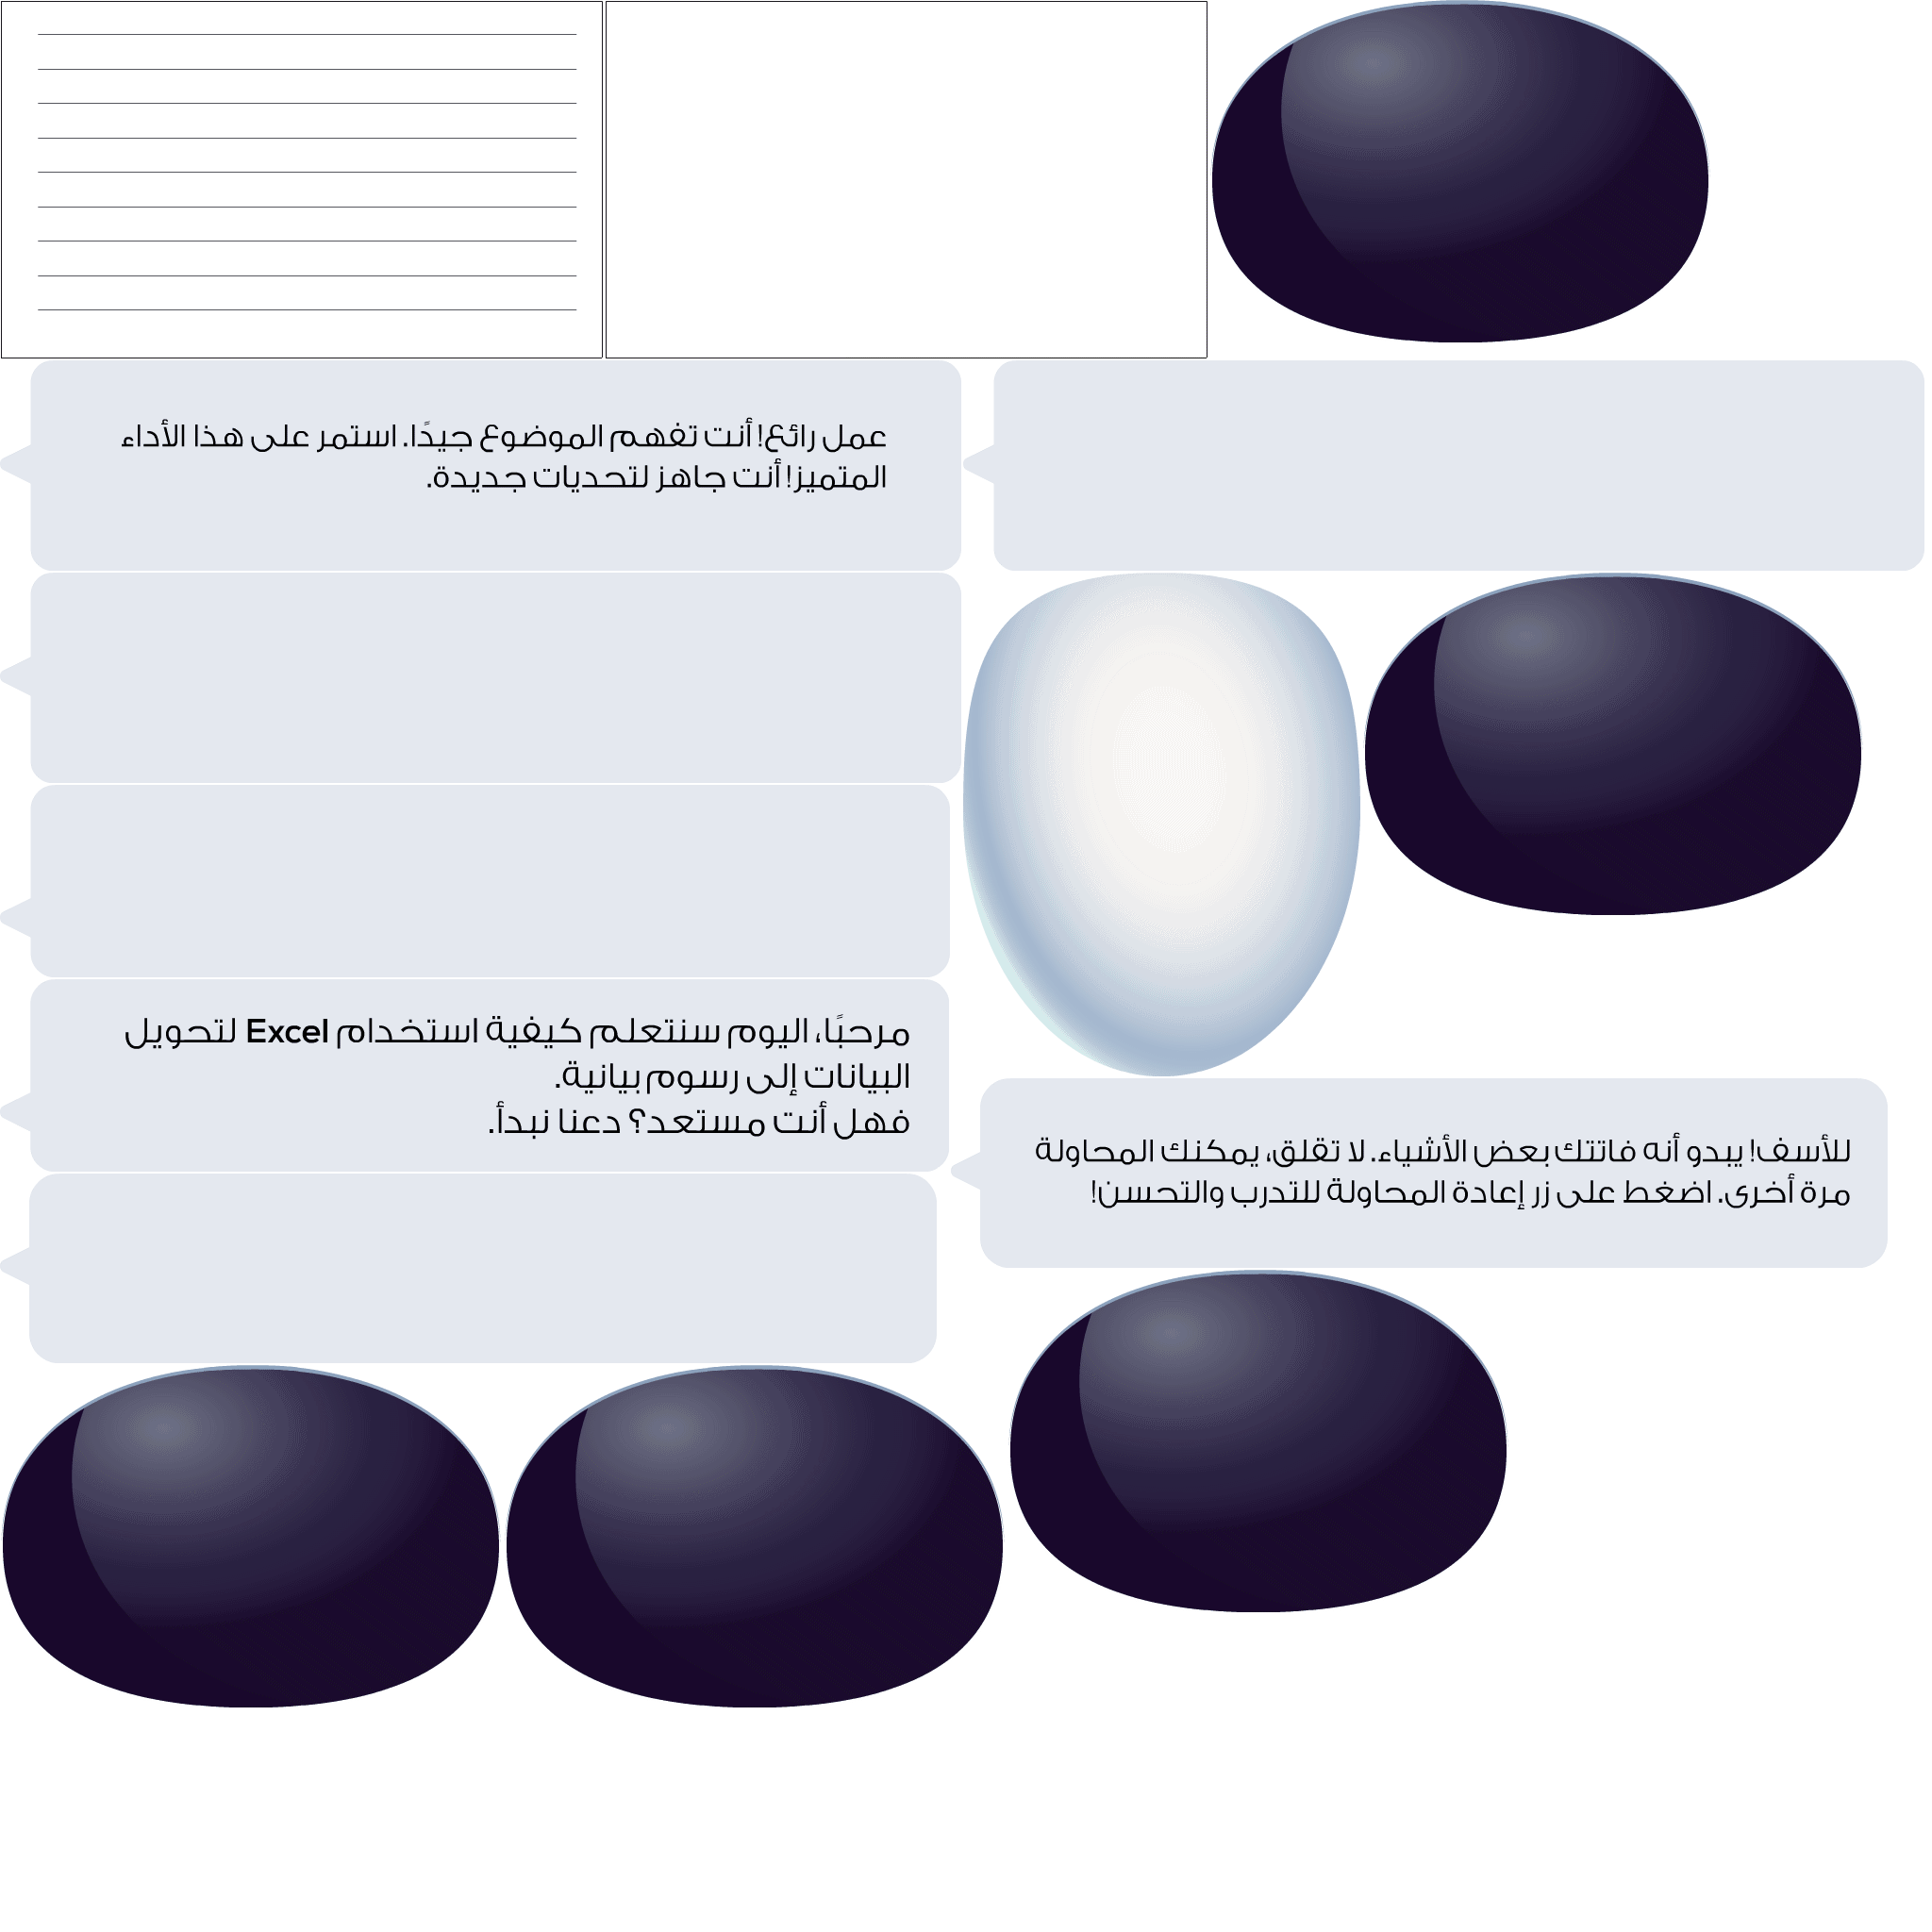 عمل رائع! أنت تفهم الموضوع جيدًا. استمر على هذا الأداء
المتميز! أنت جاهز لتحديات جديدة.
مرحبًا، اليوم سنتعلم كيفية استخدام Excel لتحويل
البيانات إلى رسوم بيانية.
فهل أنت مستعد؟ دعنا نبدأ.
للأسف! يبدو أنه فاتتك بعض الأشياء. لا تقلق، يمكنك المحاولة
مرة أخرى. اضغط على زر إعادة المحاولة للتدرب والتحسن!